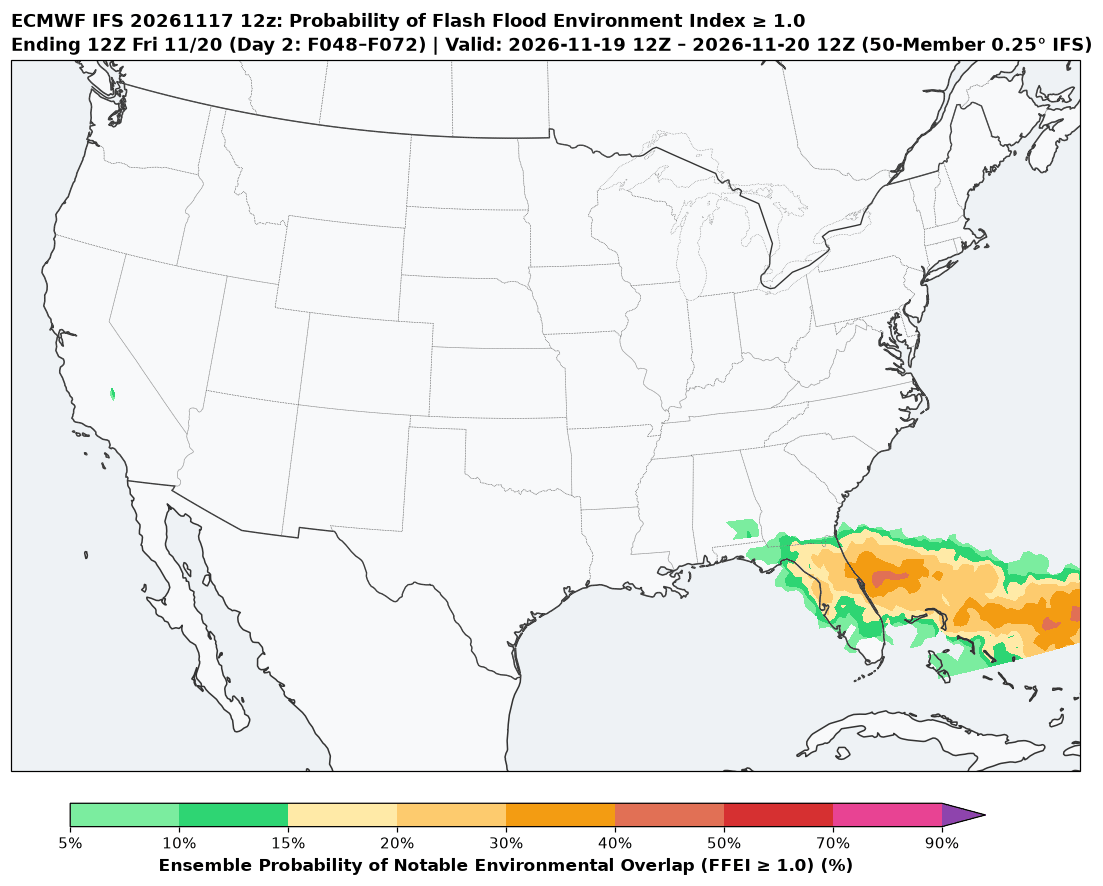 ECMWF IFS 20261117 12z: Probability of Flash Flood Environment Index ≥ 1.0
Ending 12Z Fri 11/20 (Day 2: F048–F072) | Valid: 2026-11-19 12Z – 2026-11-20 12Z (50-Member 0.25° IFS)
5% 10% 15% 20% 30% 40% 50% 70% 90%
Ensemble Probability of Notable Environmental Overlap (FFEI ≥ 1.0) (%)